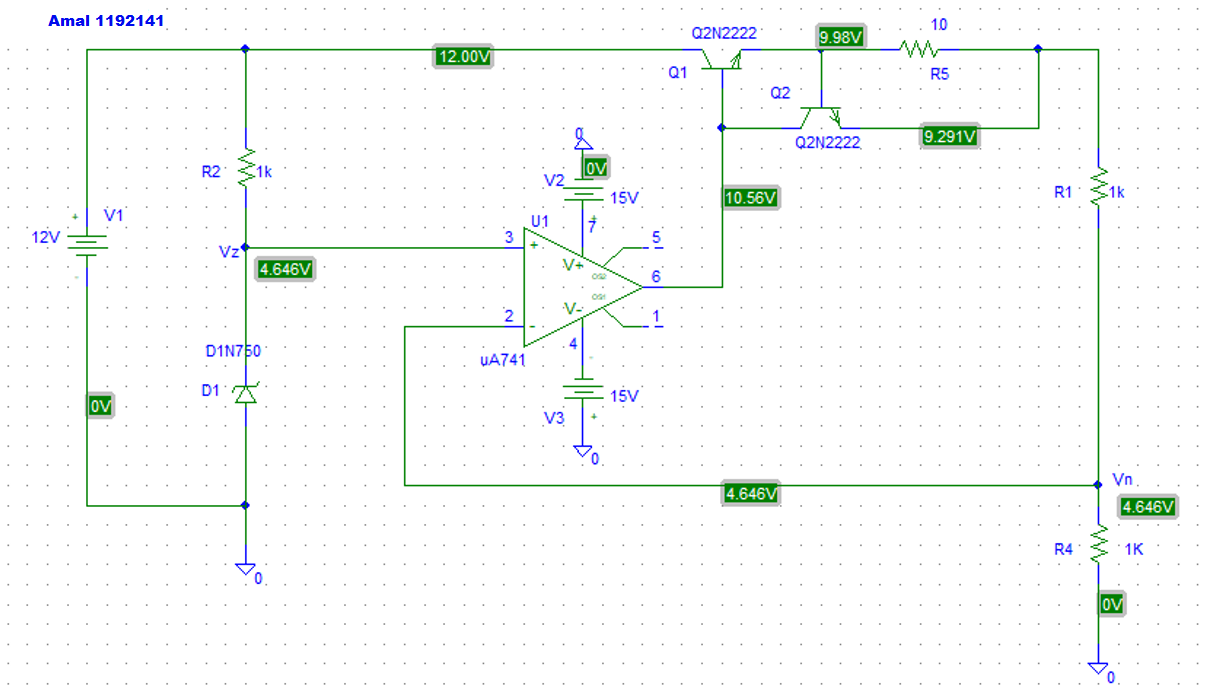 Amal 1192141
Q2N2222
9.98V
10
12.00V
Q1
R5
Q2
0
Q2N2222
9.291V
R2
1k
0V
V2
15V
10.56V
R1
1k
+
V1
12V
-
+
7
U1
3
+
5
V+
OS2
Vz
4.646V
6
OS1
V-
2
-
1
4
uA741
-
D1N750
D1
15V
V3
+
0V
0
Vn
4.646V
4.646V
R4
1K
0
0V
0